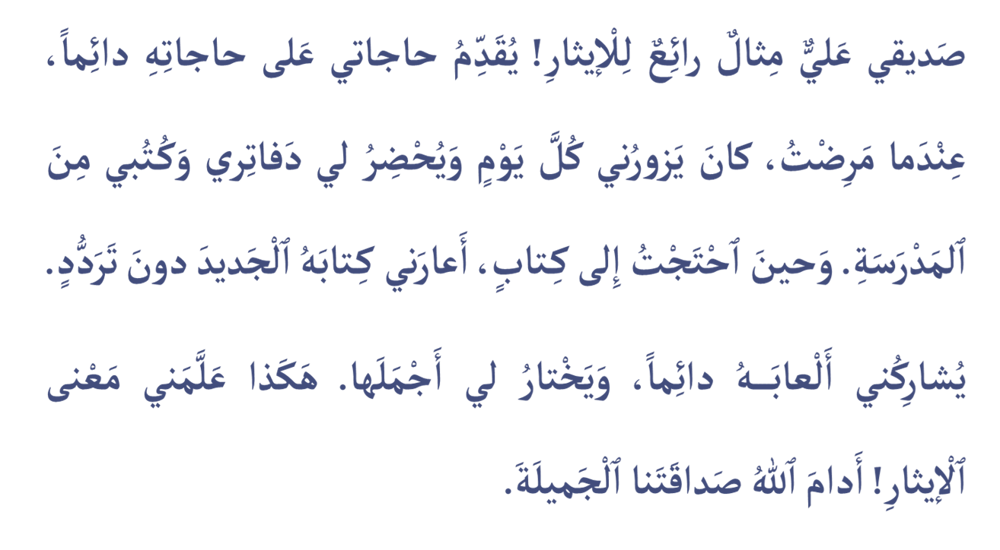 صَديقي عَليٌّ مِثالٌ رائِعٌ لِلْإيثارِ! يُقَدِّمُ حاجاتي عَلى حاجاتِهِ دائِماً،
عِنْدَما مَرِضْتُ، كانَ يَزورُني كُلَّ يَوْمٍ وَيُحْضِرُ لي دَفاتِري وَكُتُبي مِنَ
ٱلمَدْرَسَةِ. وَحينَ ٱحْتَجْتُ إِلى كِتابٍ، أَعارَني كِتابَهُ ٱلْجَديدَ دونَ تَرَدُّدٍ.
يُشارِكُني أَلْعابَـهُ دائِماً، وَيَخْتارُ لي أَجْمَلَها. هَكَذا عَلَّمَني مَعْنى
ٱلْإيثارِ! أَدامَ ٱللهُ صَداقَتَنا ٱلْجَميلَةَ.